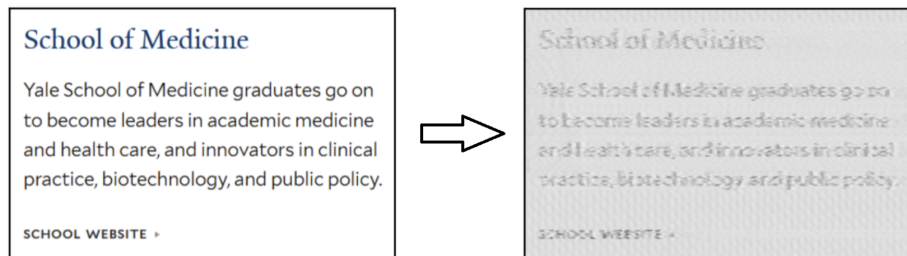 School of Medicine
Yale School of Medicine graduates go on
to become leaders in academic medicine
and health care, and innovators in clinical
practice, biotechnology, and public policy.
SCHOOL WEBSITE ▸
School of Medicine
Yale School of Medicine graduates go on
to become leaders in academic medicine
and health care, and innovators in clinical
practice, biotechnology, and public policy.
SCHOOL WEBSITE ▸